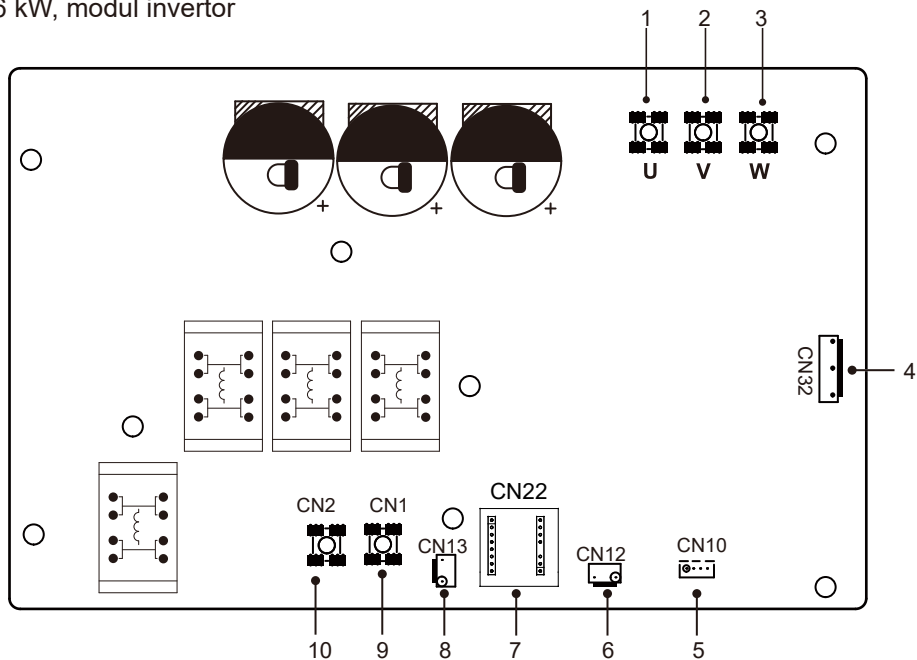 6 kW, modul invertor
1 2 3
U V W
+ + +
CN32
4
CN22
CN2 CN1
CN13
CN12
CN10
10 9 8 7 6 5